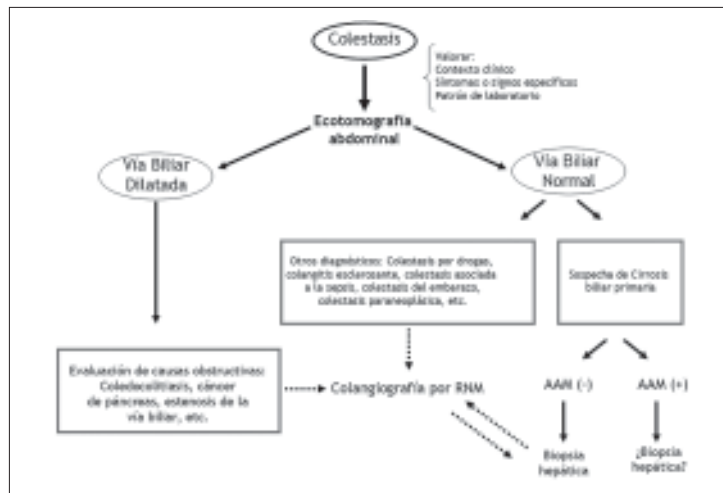 Colestasis
Valorar:
Contexto clínico
Síntomas o signos específicos
Patrón de laboratorio
Ecotomografía
abdominal
Vía Biliar
Dilatada
Vía Biliar
Normal
Otros diagnósticos: Colestasis por drogas,
colangitis esclerosante, colestasis asociada
a la sepsis, colestasis del embarazo,
colestasis paraneoplásica, etc.
Sospecha de Cirrosis
biliar primaria
Evaluación de causas obstructivas:
Coledocolitiasis, cáncer
de páncreas, estenosis de la
vía biliar, etc.
Colangiografía por RNM
AAM (-)
AAM (+)
Biopsia
hepática
¿Biopsia
hepática?